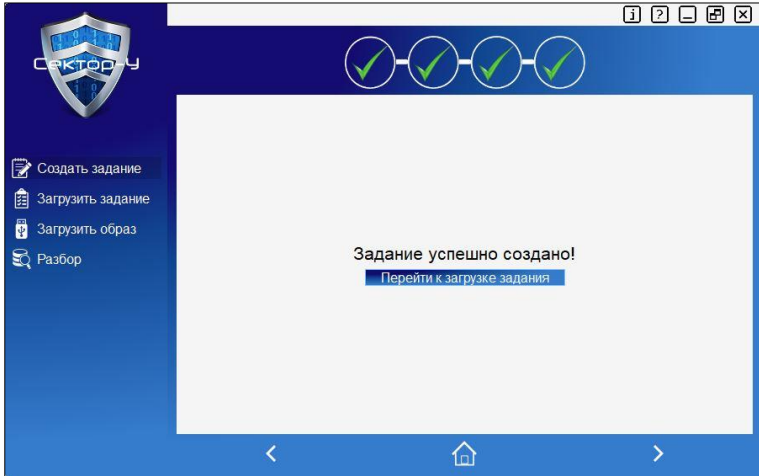 Сектор-У
Создать задание
Загрузить задание
Загрузить образ
Разбор
Задание успешно создано!
Перейти к загрузке задания